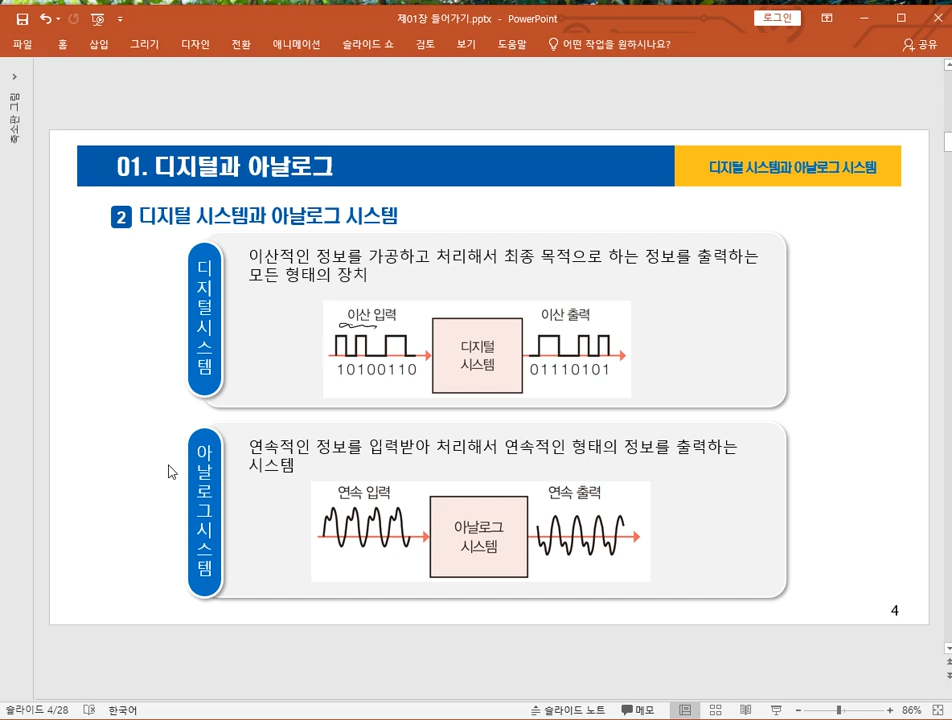 제01장 들어가기.pptx - PowerPoint
로그인
파일 홈 삽입 그리기 디자인 전환 애니메이션 슬라이드 쇼 검토 보기 도움말 어떤 작업을 원하시나요? 공유
축소판 그림
01. 디지털과 아날로그
디지털 시스템과 아날로그 시스템
2 디지털 시스템과 아날로그 시스템
디지털시스템
이산적인 정보를 가공하고 처리해서 최종 목적으로 하는 정보를 출력하는
모든 형태의 장치
이산 입력
이산 출력
디지털
시스템
10100110
01110101
아날로그시스템
연속적인 정보를 입력받아 처리해서 연속적인 형태의 정보를 출력하는
시스템
연속 입력
연속 출력
아날로그
시스템
4
슬라이드 4/28 한국어 슬라이드 노트 메모 86%